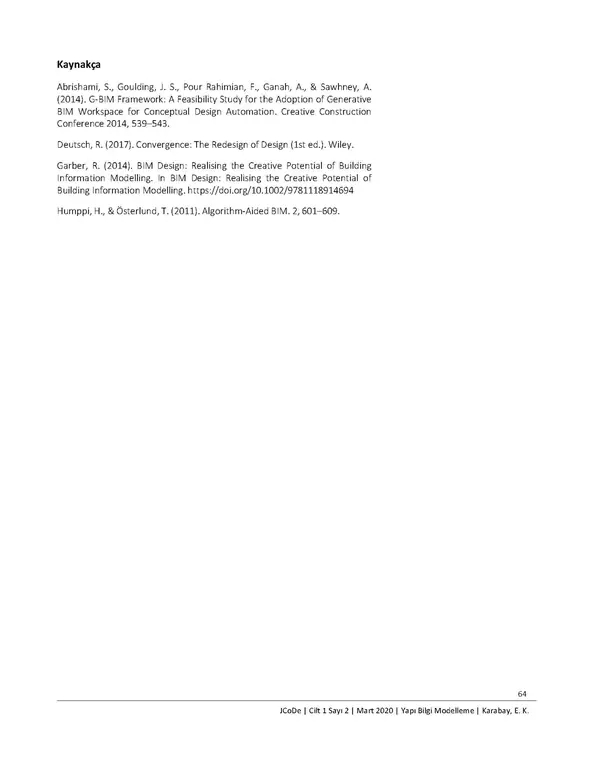 Kaynakça
Abrishami, S., Goulding, J. S., Pour Rahimian, F., Ganah, A., & Sawhney, A.
(2014). G-BIM Framework: A Feasibility Study for the Adoption of Generative
BIM Workspace for Conceptual Design Automation. Creative Construction
Conference 2014, 539–543.
Deutsch, R. (2017). Convergence: The Redesign of Design (1st ed.). Wiley.
Garber, R. (2014). BIM Design: Realising the Creative Potential of Building
Information Modelling. In BIM Design: Realising the Creative Potential of
Building Information Modelling. https://doi.org/10.1002/9781118914694
Humppi, H., & Österlund, T. (2011). Algorithm-Aided BIM. 2, 601–609.
64
JCoDe | Cilt 1 Sayı 2 | Mart 2020 | Yapı Bilgi Modelleme | Karabay, E. K.